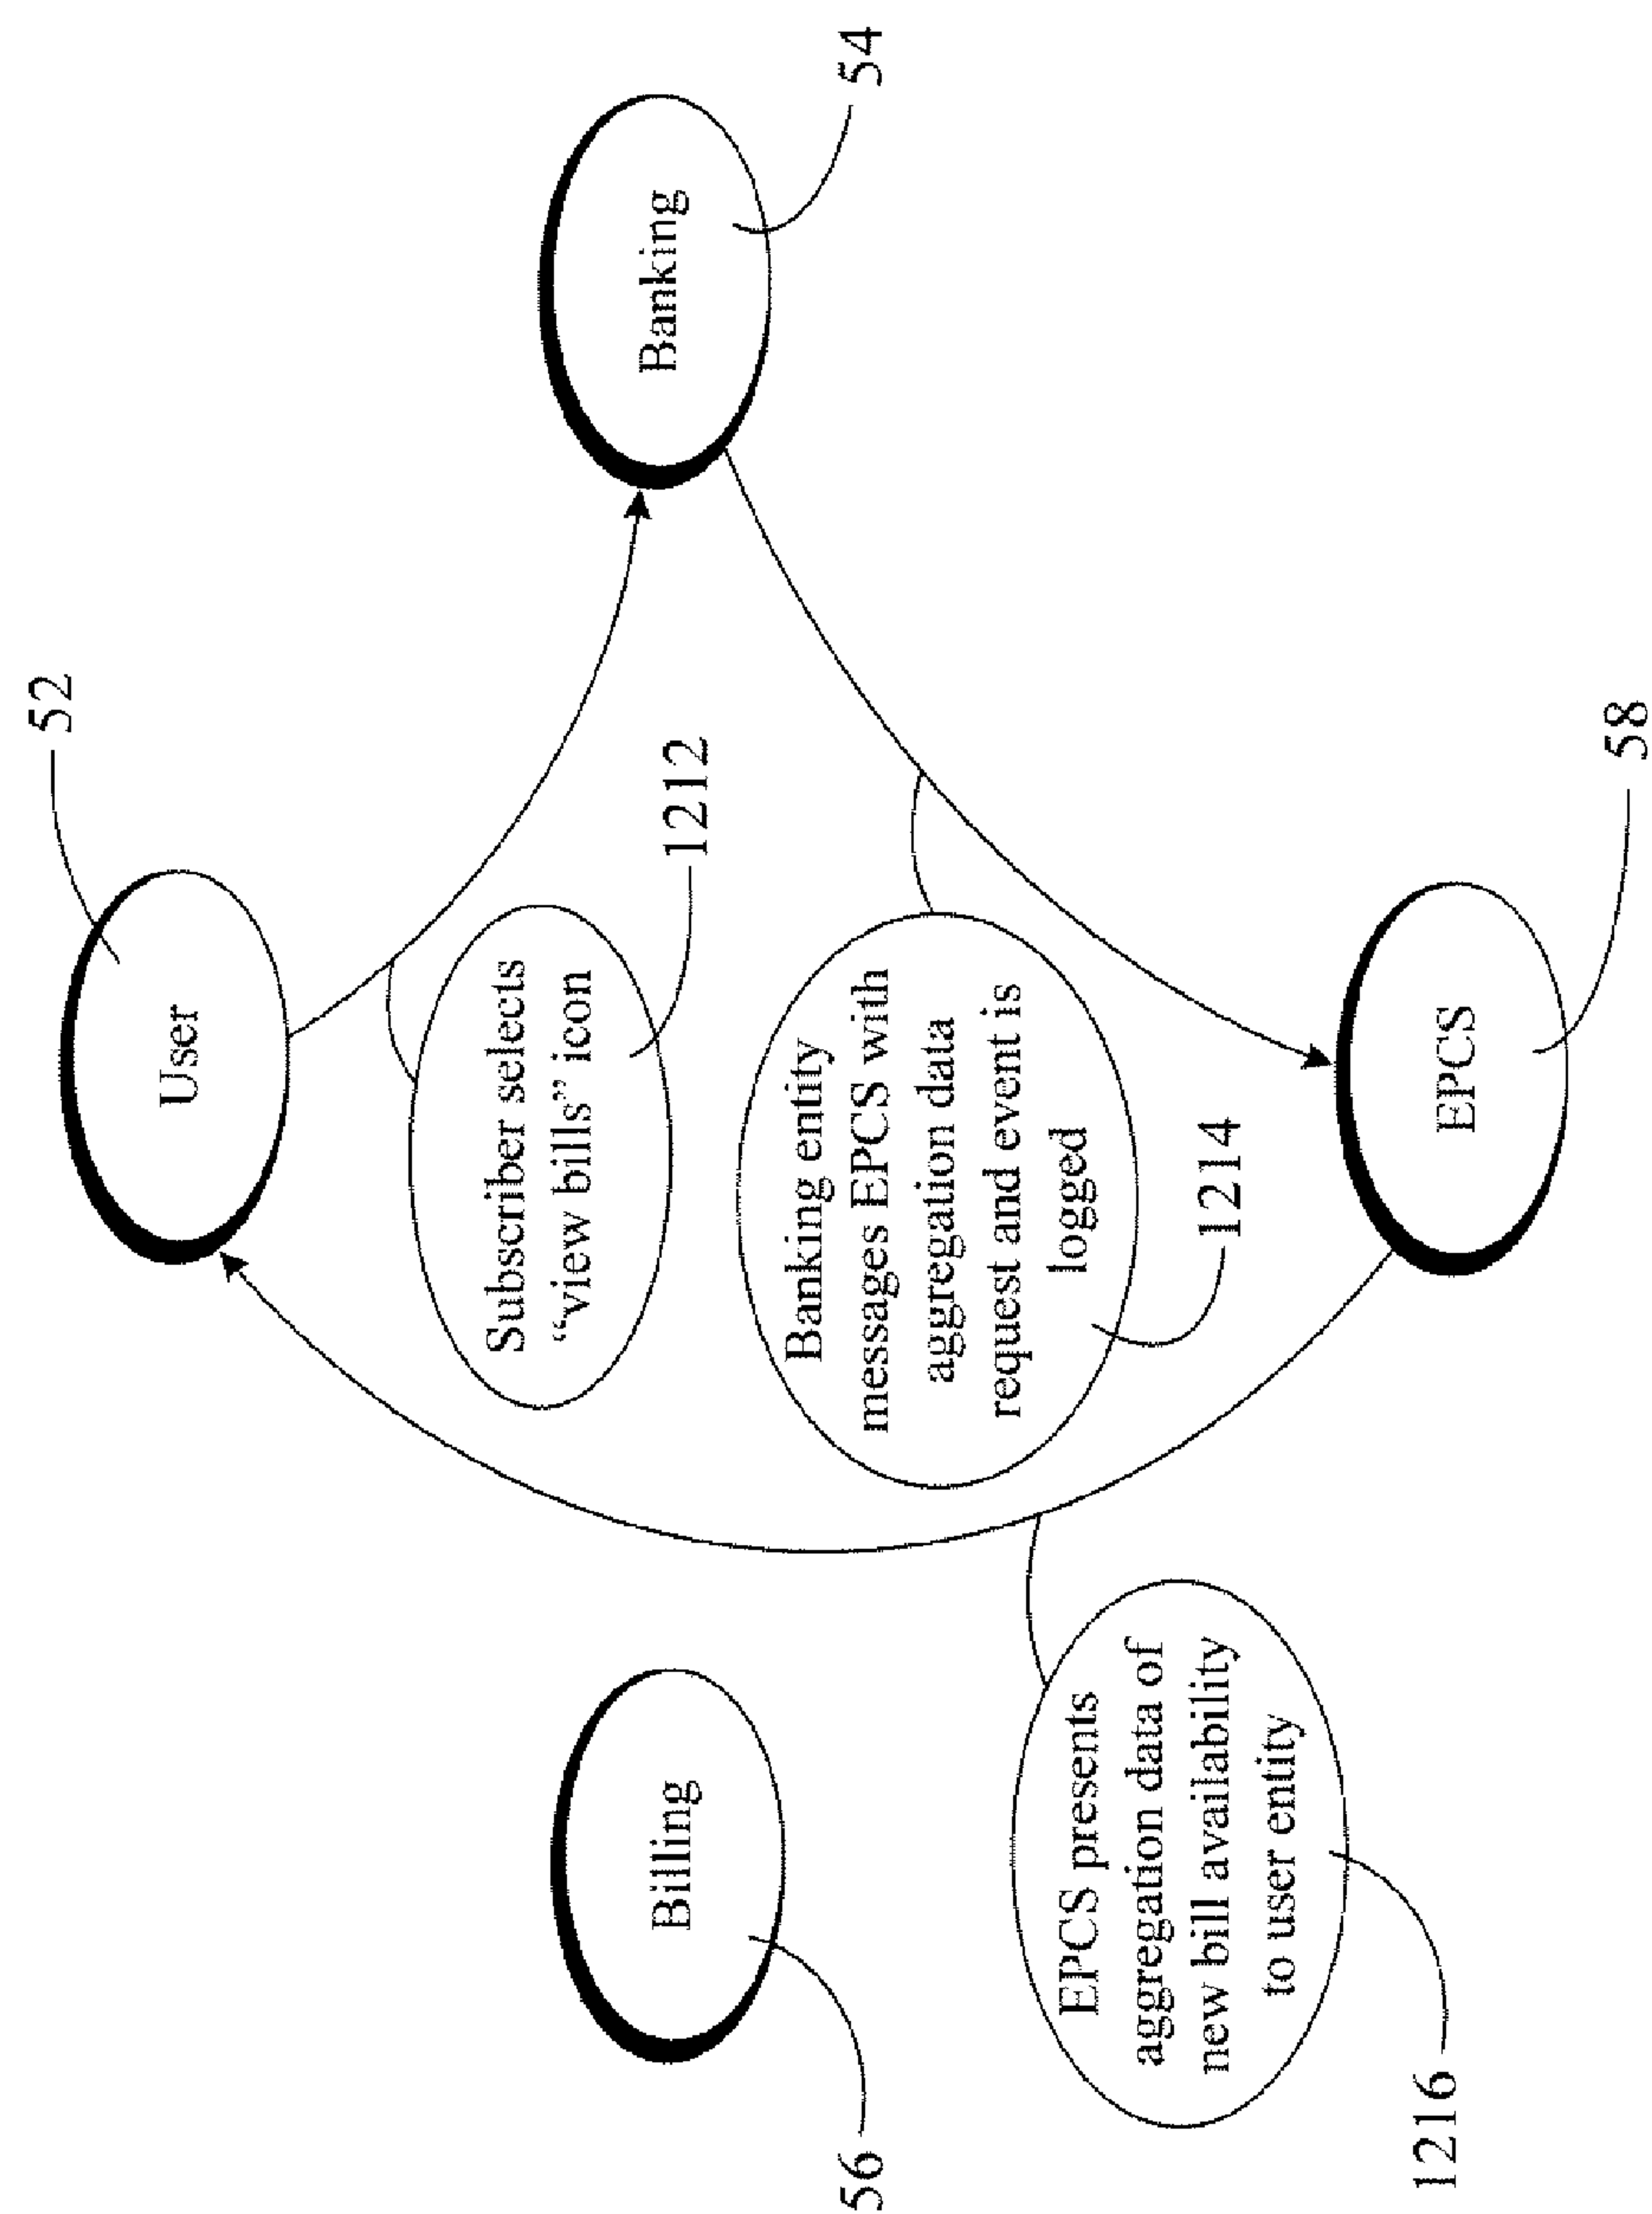 52
User
Subscriber selects
“view bills” icon
1212
Billing
56
Banking
54
Banking entity
messages EPCS with
aggregation data
request and event is
logged
1214
EPCS presents
aggregation data of
new bill availability
to user entity
1216
EPCS
58